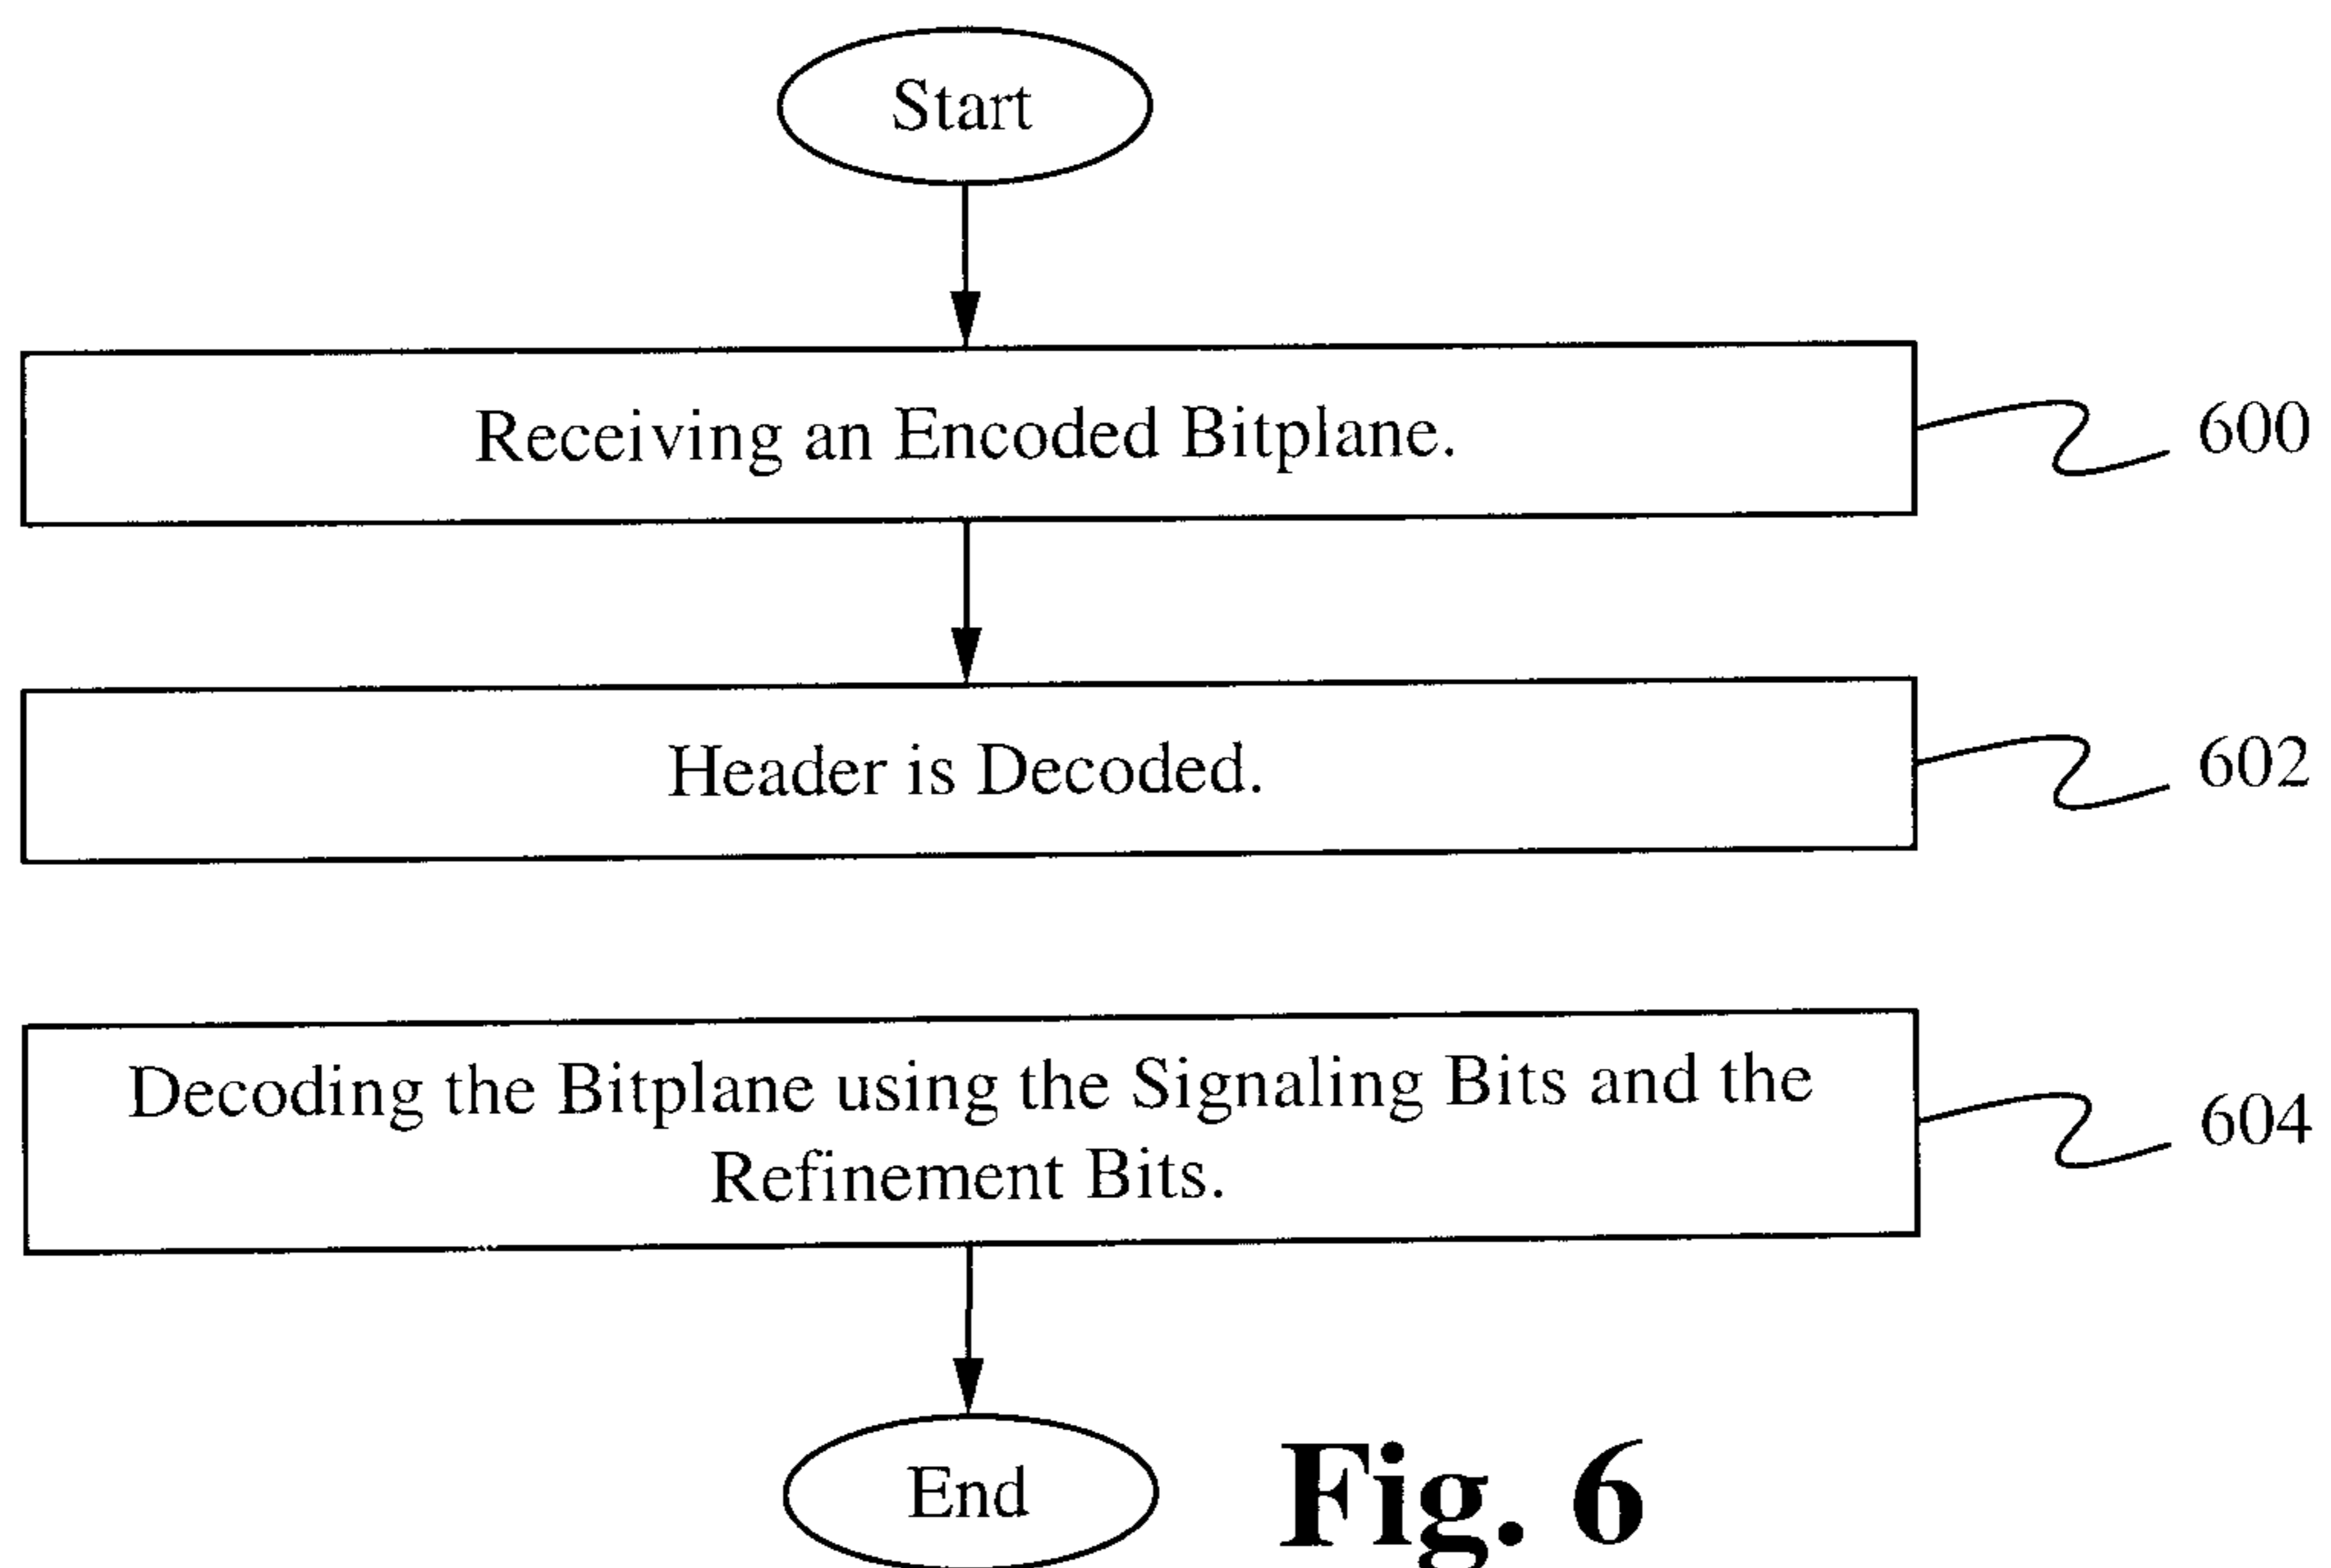 Start
Receiving an Encoded Bitplane.
600
Header is Decoded.
602
Decoding the Bitplane using the Signaling Bits and the
Refinement Bits.
604
End
Fig. 6